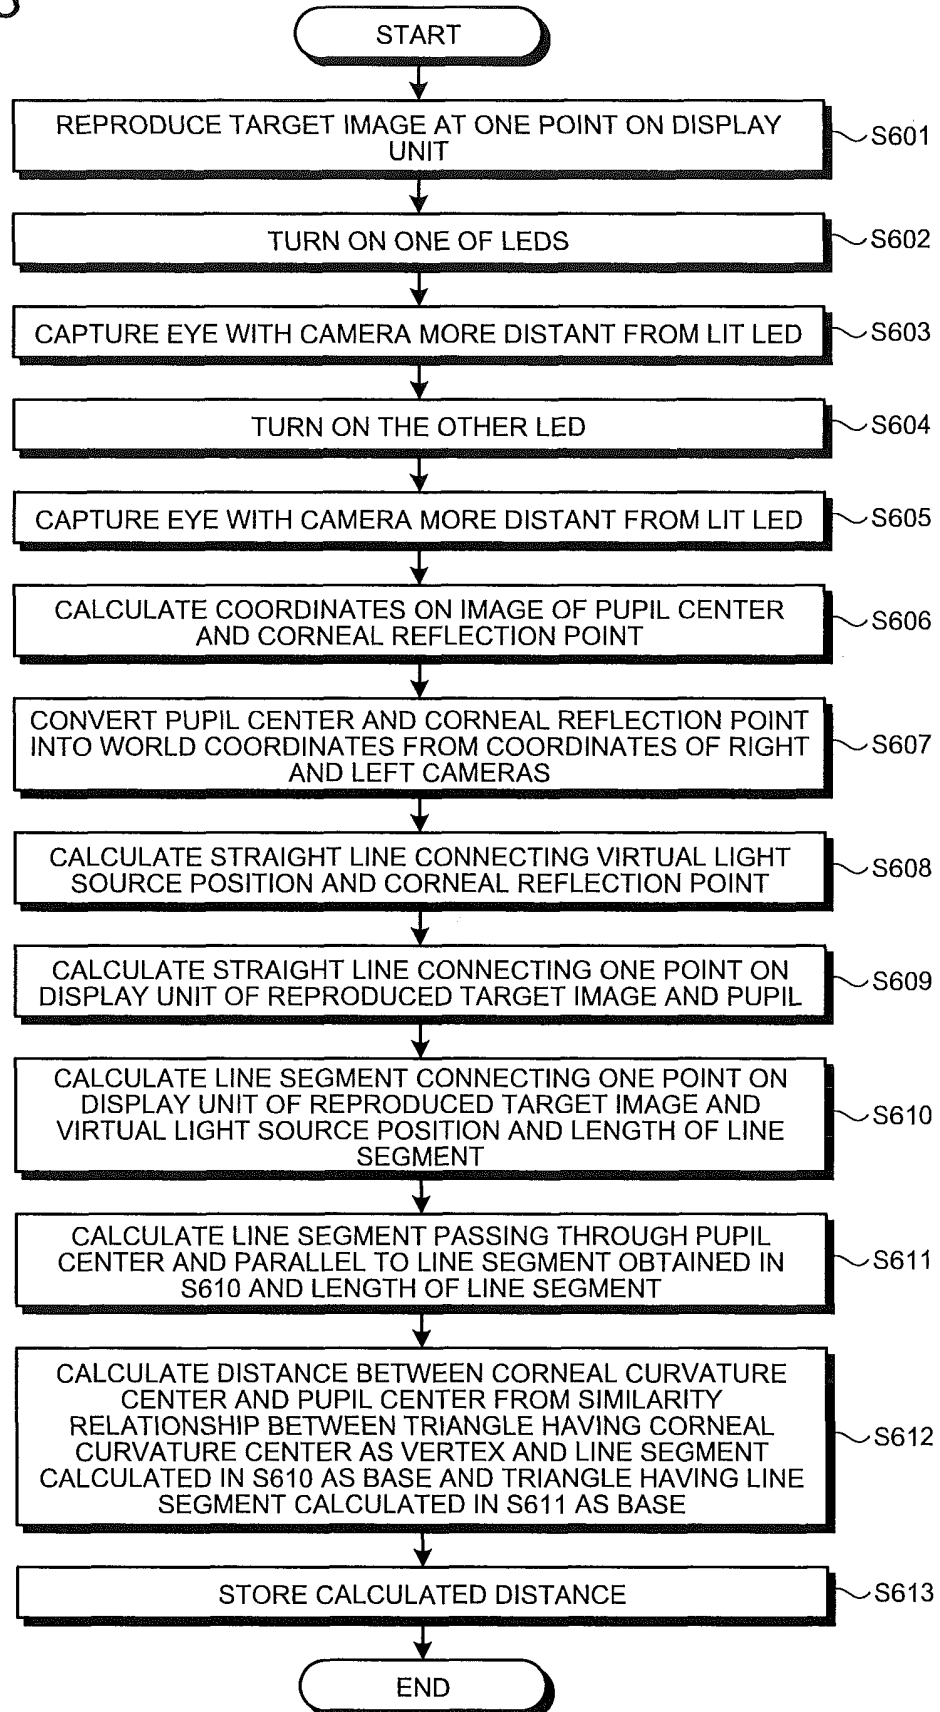 START
REPRODUCE TARGET IMAGE AT ONE POINT ON DISPLAY
UNIT
S601
TURN ON ONE OF LEDS
S602
CAPTURE EYE WITH CAMERA MORE DISTANT FROM LIT LED
S603
TURN ON THE OTHER LED
S604
CAPTURE EYE WITH CAMERA MORE DISTANT FROM LIT LED
S605
CALCULATE COORDINATES ON IMAGE OF PUPIL CENTER
AND CORNEAL REFLECTION POINT
S606
CONVERT PUPIL CENTER AND CORNEAL REFLECTION POINT
INTO WORLD COORDINATES FROM COORDINATES OF RIGHT
AND LEFT CAMERAS
S607
CALCULATE STRAIGHT LINE CONNECTING VIRTUAL LIGHT
SOURCE POSITION AND CORNEAL REFLECTION POINT
S608
CALCULATE STRAIGHT LINE CONNECTING ONE POINT ON
DISPLAY UNIT OF REPRODUCED TARGET IMAGE AND PUPIL
S609
CALCULATE LINE SEGMENT CONNECTING ONE POINT ON
DISPLAY UNIT OF REPRODUCED TARGET IMAGE AND
VIRTUAL LIGHT SOURCE POSITION AND LENGTH OF LINE
SEGMENT
S610
CALCULATE LINE SEGMENT PASSING THROUGH PUPIL
CENTER AND PARALLEL TO LINE SEGMENT OBTAINED IN
S610 AND LENGTH OF LINE SEGMENT
S611
CALCULATE DISTANCE BETWEEN CORNEAL CURVATURE
CENTER AND PUPIL CENTER FROM SIMILARITY
RELATIONSHIP BETWEEN TRIANGLE HAVING CORNEAL
CURVATURE CENTER AS VERTEX AND LINE SEGMENT
CALCULATED IN S610 AS BASE AND TRIANGLE HAVING LINE
SEGMENT CALCULATED IN S611 AS BASE
S612
STORE CALCULATED DISTANCE
S613
END